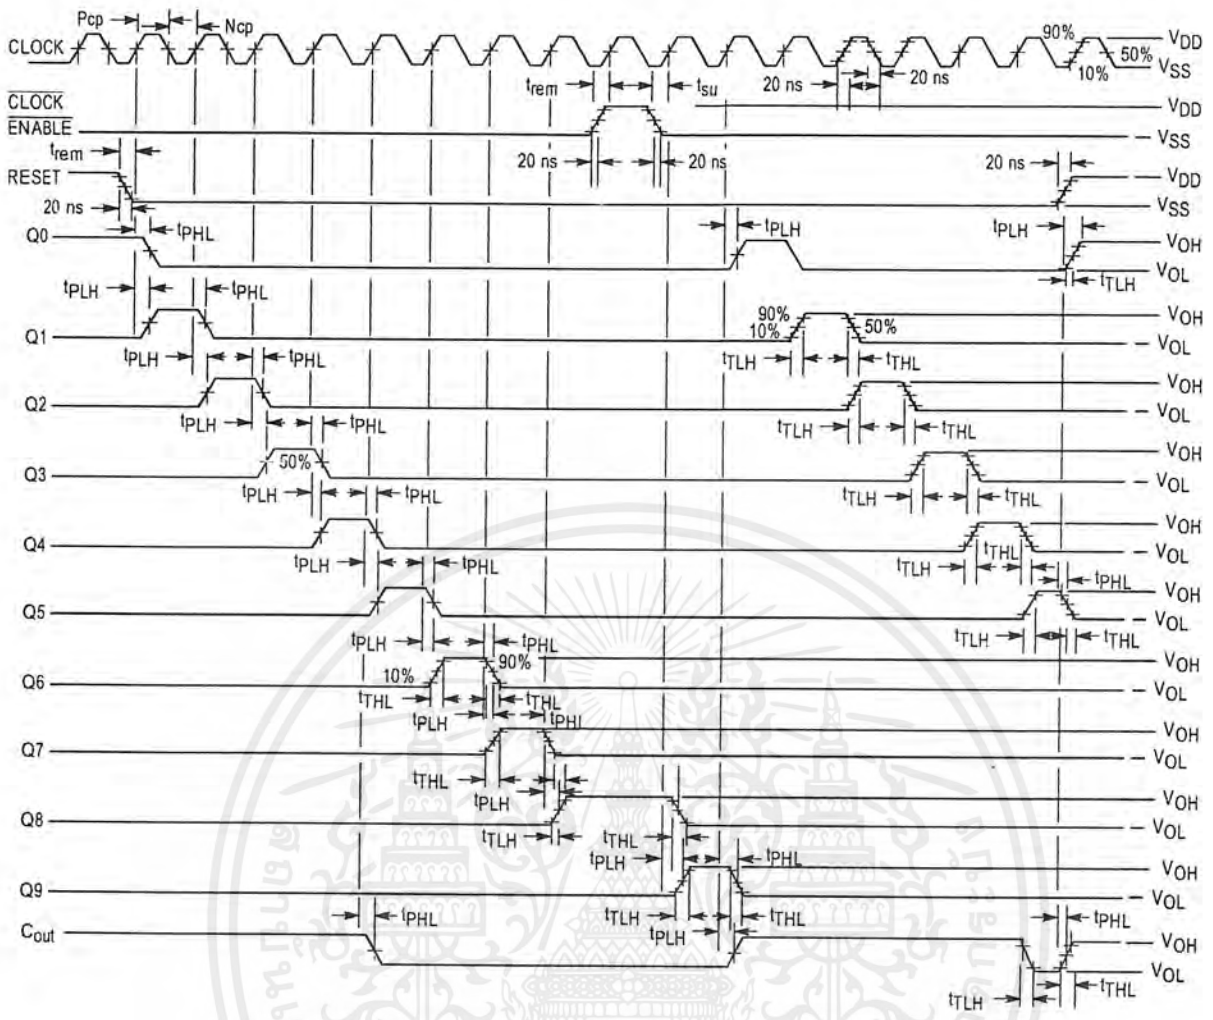 Pcp Ncp
CLOCK 90% 50% 10% VDD VSS
trem tsu 20 ns 20 ns
CLOCK ENABLE VDD VSS
trem 20 ns 20 ns 20 ns
RESET VDD VSS
20 ns tPHL tPLH tPLH
Q0 VOH VOL
tPLH tPHL tTLH
Q1 90% 10% 50% VOH VOL
tPLH tPHL tTLH tTHL
Q2 VOH VOL
tPLH tPHL tTLH tTHL
Q3 50% VOH VOL
tPLH tPHL tTLH tTHL
Q4 tTHL VOH VOL
tPLH tPHL tTLH tPHL
Q5 VOH VOL
tPLH tPHL tTLH tTHL
Q6 10% 90% VOH VOL
tTHL tTHL
tPLH tPHL
Q7 VOH VOL
tTHL tPLH
Q8 VOH VOL
tTLH tTHL
tPLH tPHL
Q9 VOH VOL
tTLH tTHL
tPHL tPLH tPHL
Cout VOH VOL
tTLH tTHL